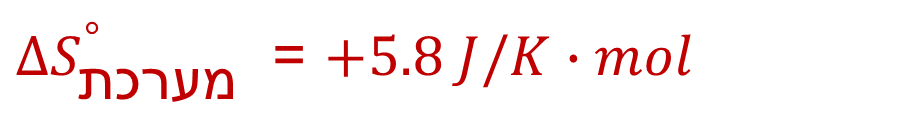 ΔS°מערכת = +5.8 J/K · mol